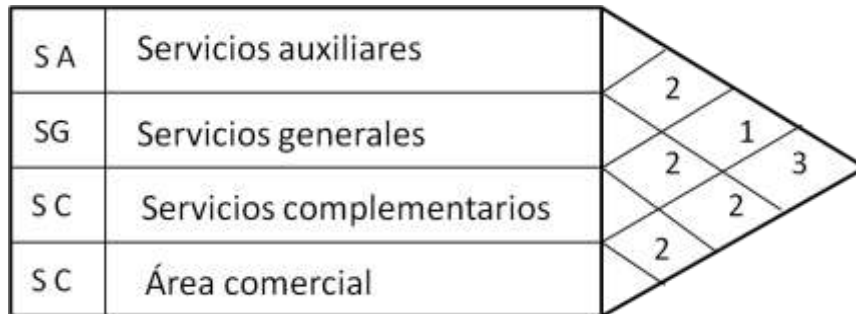 S A Servicios auxiliares
2
1
SG Servicios generales
2 3
S C Servicios complementarios
2
2
S C Área comercial